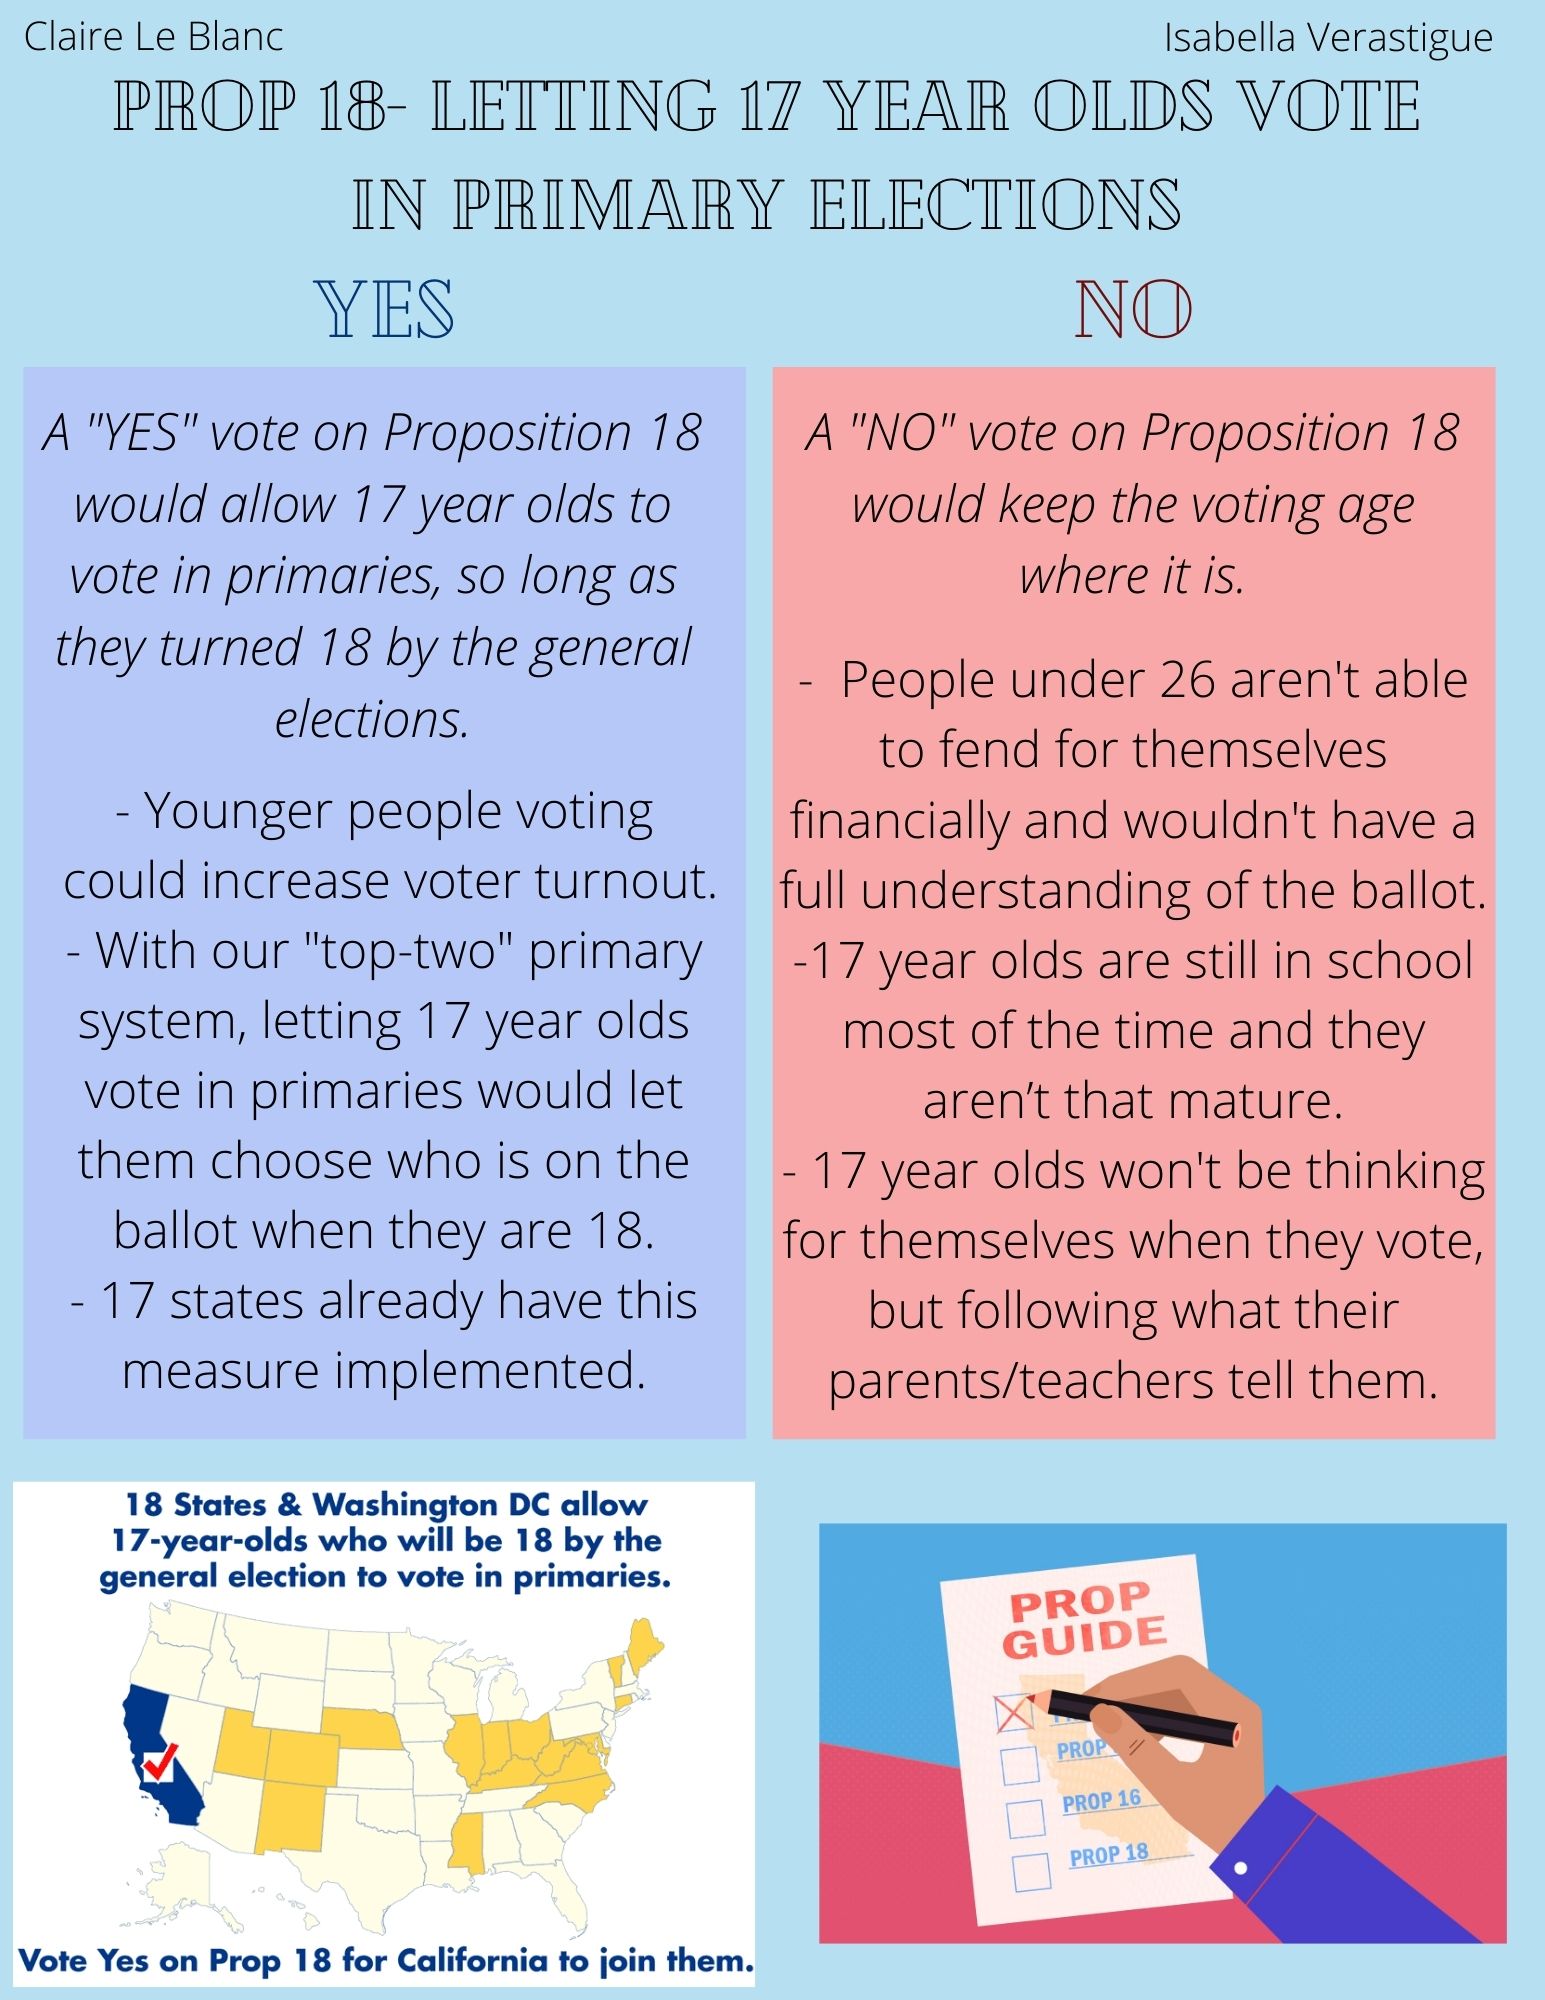 Claire Le Blanc
Isabella Verastigue
PROP 18- LETTING 17 YEAR OLDS VOTE
IN PRIMARY ELECTIONS
YES
A "YES" vote on Proposition 18
would allow 17 year olds to
vote in primaries, so long as
they turned 18 by the general
elections.
- Younger people voting
could increase voter turnout.
- With our "top-two" primary
system, letting 17 year olds
vote in primaries would let
them choose who is on the
ballot when they are 18.
- 17 states already have this
measure implemented.
NO
A "NO" vote on Proposition 18
would keep the voting age
where it is.
- People under 26 aren't able
to fend for themselves
financially and wouldn't have a
full understanding of the ballot.
-17 year olds are still in school
most of the time and they
aren’t that mature.
- 17 year olds won't be thinking
for themselves when they vote,
but following what their
parents/teachers tell them.
18 States & Washington DC allow
17-year-olds who will be 18 by the
general election to vote in primaries.
Vote Yes on Prop 18 for California to join them.
PROP
GUIDE
PROP
PROP 16
PROP 18